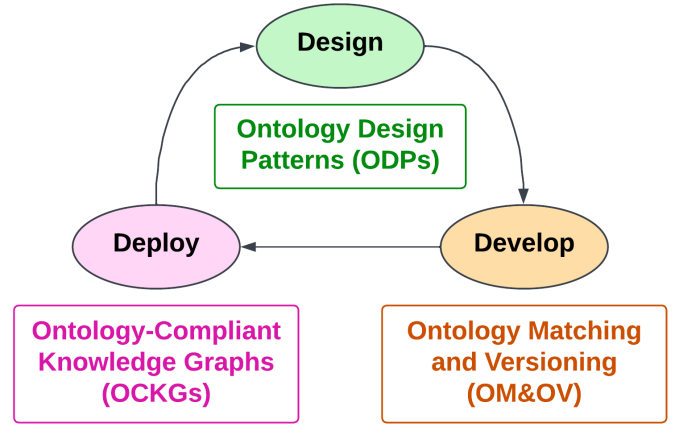 Design
Ontology Design
Patterns (ODPs)
Deploy
Develop
Ontology-Compliant
Knowledge Graphs
(OCKGs)
Ontology Matching
and Versioning
(OM&OV)